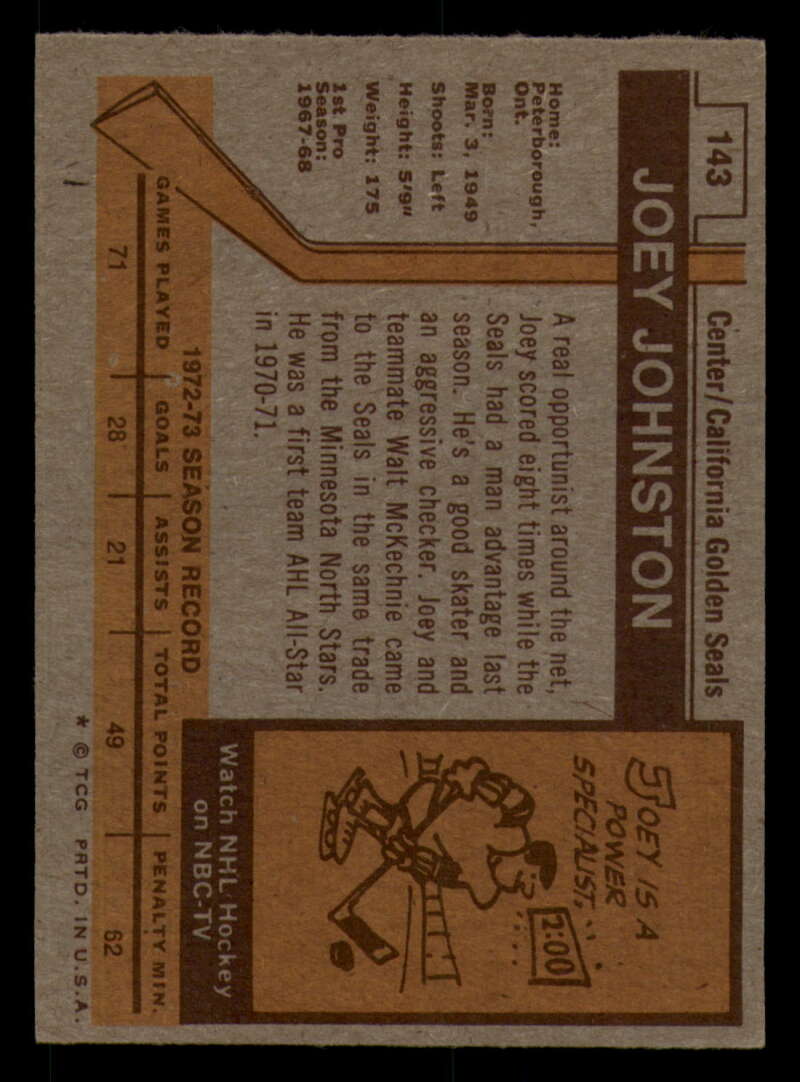 143
Center/California Golden Seals
JOEY JOHNSTON
Home:
Peterborough,
Ont.
Born:
Mar. 3, 1949
Shoots: Left
Height: 5'9"
Weight: 175
1st Pro
Season:
1967-68
A real opportunist around the net,
Joey scored eight times while the
Seals had a man advantage last
season. He's a good skater and
an aggressive checker. Joey and
teammate Walt McKechnie came
to the Seals in the same trade
from the Minnesota North Stars.
He was a first team AHL All-Star
in 1970-71.
JOEY IS A
POWER
SPECIALIST.
2:00
Watch NHL Hockey
on NBC-TV
1972-73 SEASON RECORD
GAMES PLAYED GOALS ASSISTS TOTAL POINTS PENALTY MIN.
71 28 21 49 62
* © TCG PRTD. IN U.S.A.